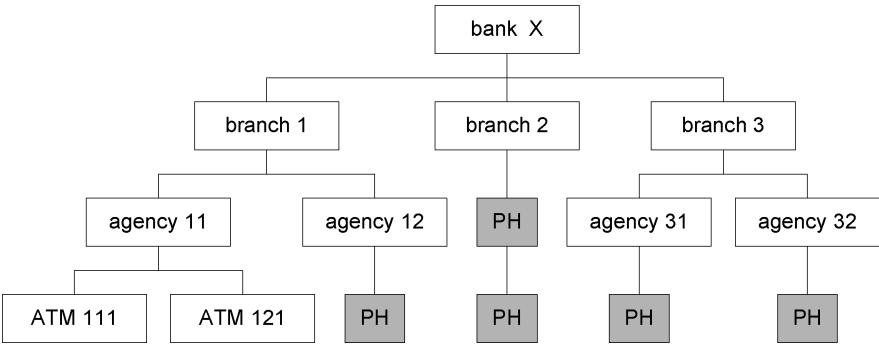 bank X
branch 1
branch 2
branch 3
agency 11
agency 12
PH
agency 31
agency 32
ATM 111
ATM 121
PH
PH
PH
PH